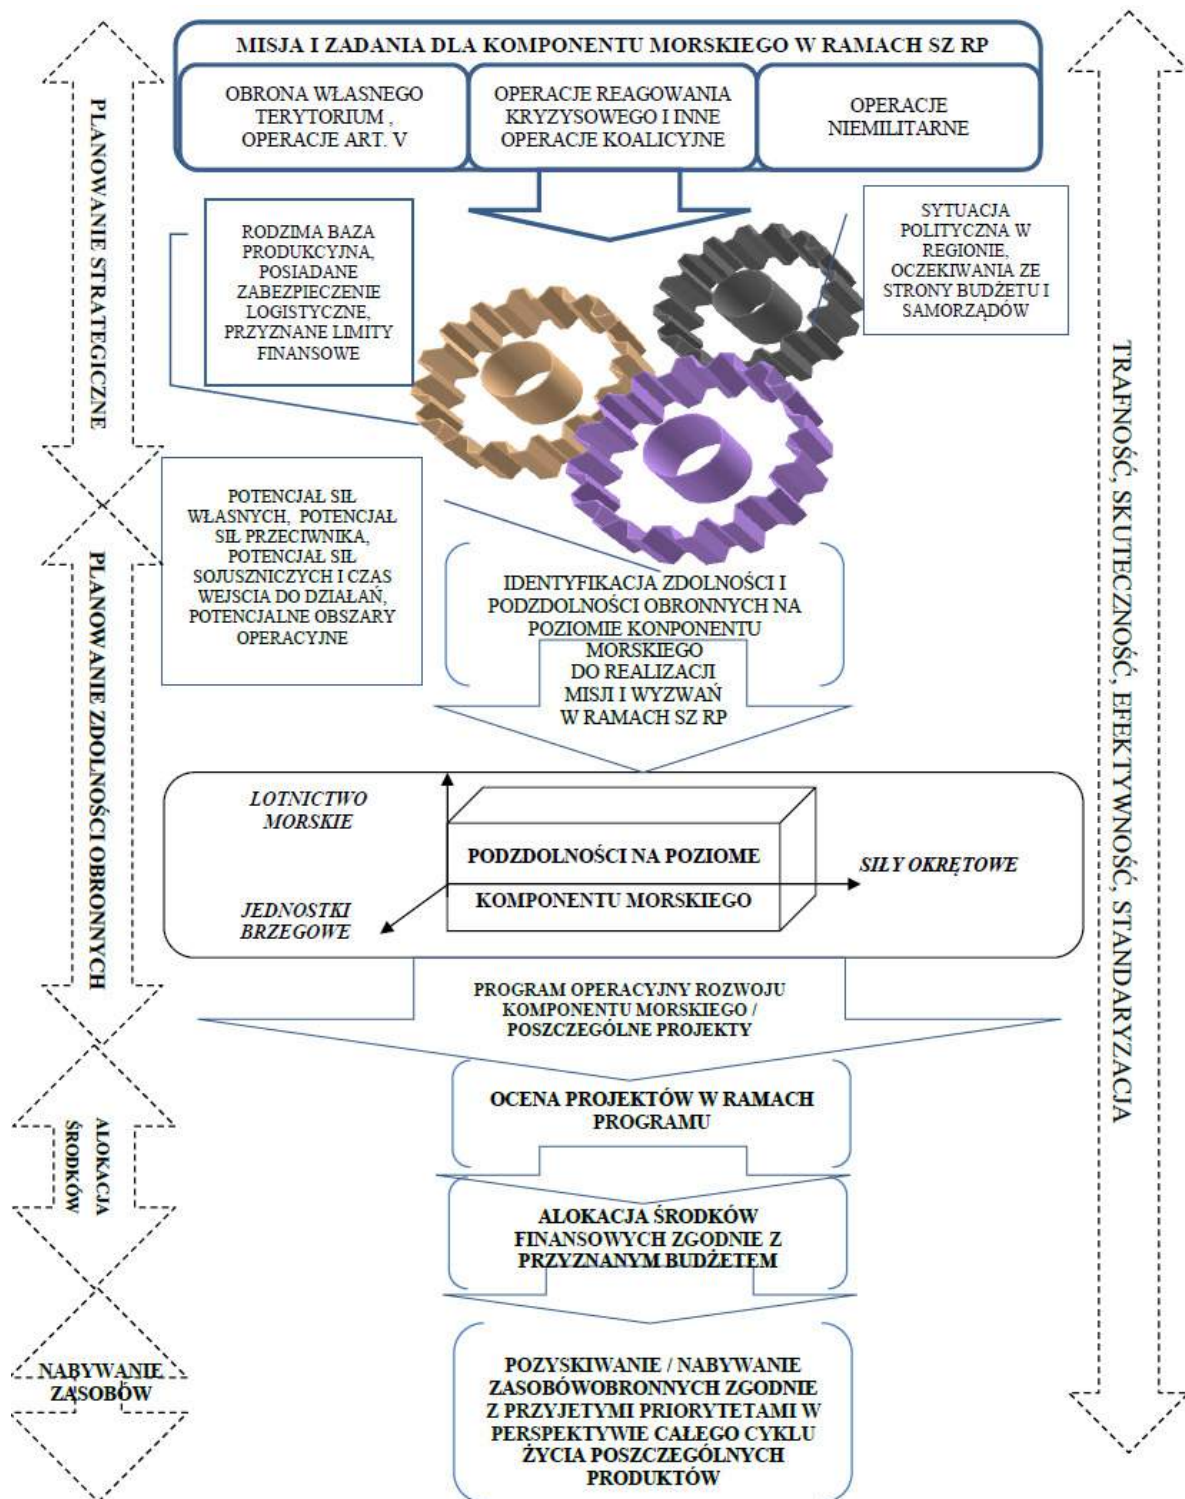 MISJA I ZADANIA DLA KOMPONENTU MORSKIEGO W RAMACH SZ RP
OBRONA WŁASNEGO
TERYTORIUM ,
OPERACJE ART. V
OPERACJE REAGOWANIA
KRYZYSOWEGO I INNE
OPERACJE KOALICYJNE
OPERACJE
NIEMILITARNE
PLANOWANIE STRATEGICZNE
RODZIMA BAZA
PRODUKCYJNA,
POSIADANE
ZABEZPIECZENIE
LOGISTYCZNE,
PRZYZNANE LIMITY
FINANSOWE
SYTUACJA
POLITYCZNA W
REGIONIE,
OCZEKIWANIA ZE
STRONY BUDŻETU I
SAMORZĄDÓW
TRAFNOŚĆ, SKUTECZNOŚĆ, EFEKTYWNOŚĆ, STANDARYZACJA
PLANOWANIE ZDOLNOŚCI OBRONNYCH
POTENCJAŁ SIŁ
WŁASNYCH, POTENCJAŁ
SIŁ PRZECIWNIKA,
POTENCJAŁ SIŁ
SOJUSZNICZYCH I CZAS
WEJSCIA DO DZIAŁAŃ,
POTENCJALNE OBSZARY
OPERACYJNE
IDENTYFIKACJA ZDOLNOŚCI I
PODZDOLNOŚCI OBRONNYCH NA
POZIOMIE KONPONENTU
MORSKIEGO
DO REALIZACJI
MISJI I WYZWAŃ
W RAMACH SZ RP
LOTNICTWO
MORSKIE
PODZDOLNOŚCI NA POZIOME
KOMPONENTU MORSKIEGO
SIŁY OKRĘTOWE
JEDNOSTKI
BRZEGOWE
PROGRAM OPERACYJNY ROZWOJU
KOMPONENTU MORSKIEGO /
POSZCZEGÓLNE PROJEKTY
ALOKACJA
ŚRODKÓW
OCENA PROJEKTÓW W RAMACH
PROGRAMU
ALOKACJA ŚRODKÓW
FINANSOWYCH ZGODNIE Z
PRZYZNANYM BUDŻETEM
NABYWANIE
ZASOBÓW
POZYSKIWANIE / NABYWANIE
ZASOBÓWOBRONNYCH ZGODNIE
Z PRZYJETYMI PRIORYTETAMI W
PERSPEKTYWIE CAŁEGO CYKLU
ŻYCIA POSZCZEGÓLNYCH
PRODUKTÓW